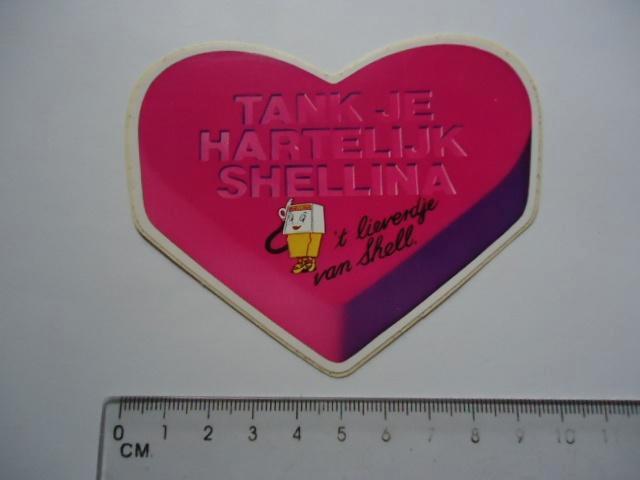 TANK JE
HARTELIJK
SHELLINA
't lieverdje
van Shell.
0 1 2 3 4 5 6 7 8 9 10 11
CM